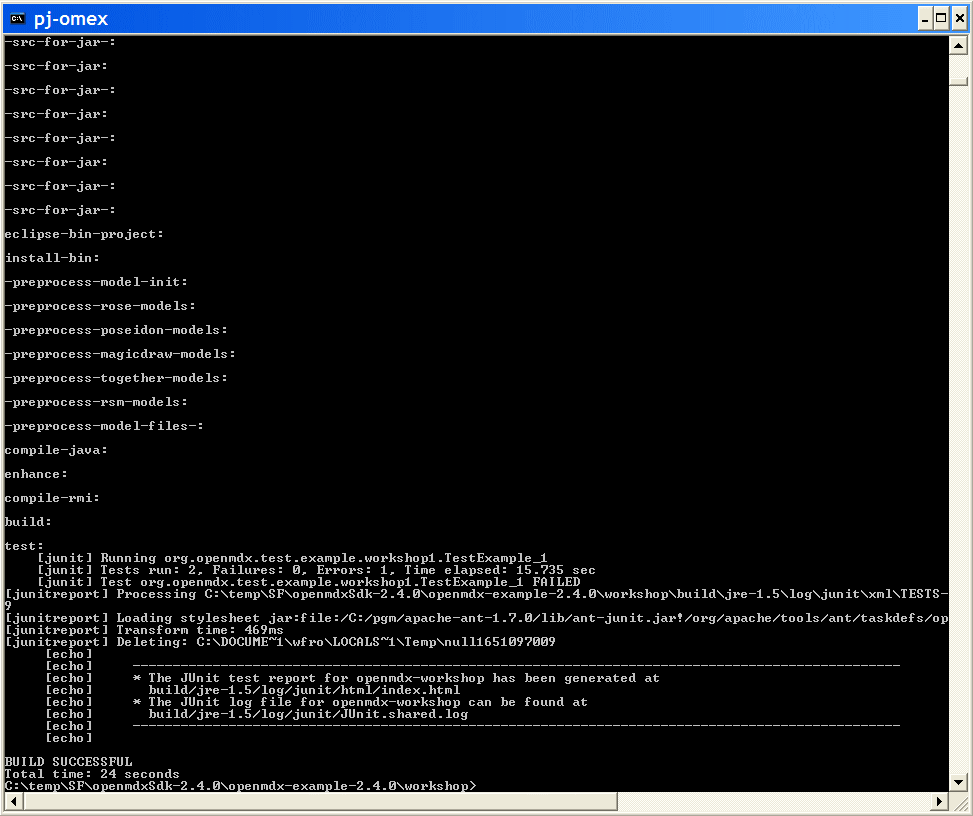 pj-omex
-src-for-jar-:
-src-for-jar:
-src-for-jar-:
-src-for-jar:
-src-for-jar-:
-src-for-jar:
-src-for-jar-:
-src-for-jar-:
eclipse-bin-project:
install-bin:
-preprocess-model-init:
-preprocess-rose-models:
-preprocess-poseidon-models:
-preprocess-magicdraw-models:
-preprocess-together-models:
-preprocess-rsm-models:
-preprocess-model-files-:
compile-java:
enhance:
compile-rmi:
build:
test:
[junit] Running org.openmdx.test.example.workshop1.TestExample_1
[junit] Tests run: 2, Failures: 0, Errors: 1, Time elapsed: 15.735 sec
[junit] Test org.openmdx.test.example.workshop1.TestExample_1 FAILED
[junitreport] Processing C:\temp\SF\openmdxSdk-2.4.0\openmdx-example-2.4.0\workshop\build\jre-1.5\log\junit\xml\TESTS-
9
[junitreport] Loading stylesheet jar:file:/C:/pgm/apache-ant-1.7.0/lib/ant-junit.jar!/org/apache/tools/ant/taskdefs/op
[junitreport] Transform time: 469ms
[junitreport] Deleting: C:\DOCUME~1\wfro\LOCALS~1\Temp\null1651097009
[echo]
[echo] ------------------------------------------------------------------------------------------------
[echo] * The JUnit test report for openmdx-workshop has been generated at
[echo] build/jre-1.5/log/junit/html/index.html
[echo] * The JUnit log file for openmdx-workshop can be found at
[echo] build/jre-1.5/log/junit/JUnit.shared.log
[echo] ------------------------------------------------------------------------------------------------
[echo]
BUILD SUCCESSFUL
Total time: 24 seconds
C:\temp\SF\openmdxSdk-2.4.0\openmdx-example-2.4.0\workshop>